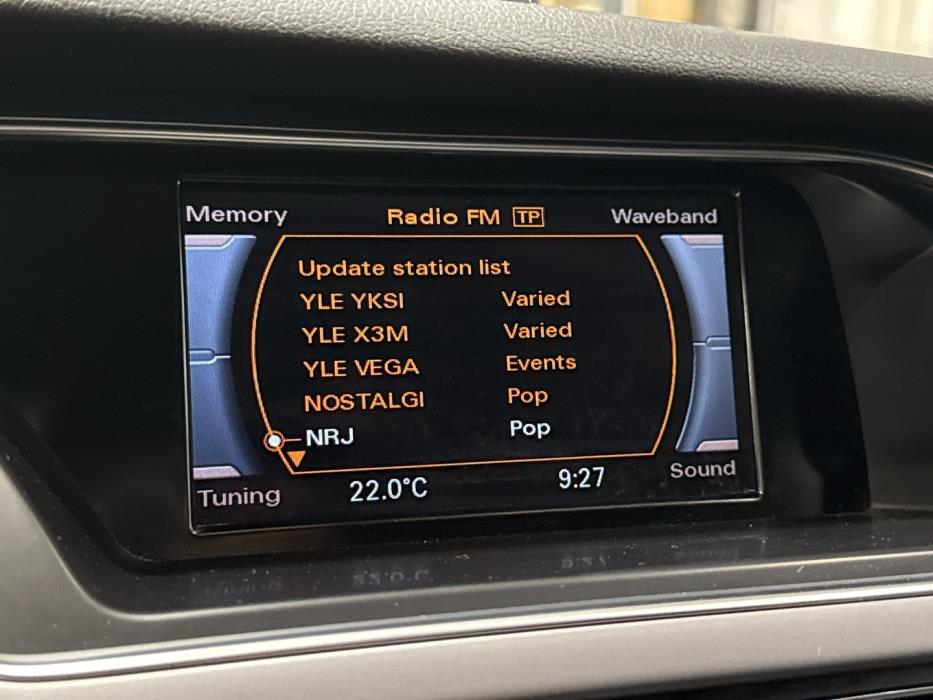 Memory Radio FM TP Waveband
Update station list
YLE YKSI Varied
YLE X3M Varied
YLE VEGA Events
NOSTALGI Pop
NRJ Pop
Tuning 22.0°C 9:27 Sound